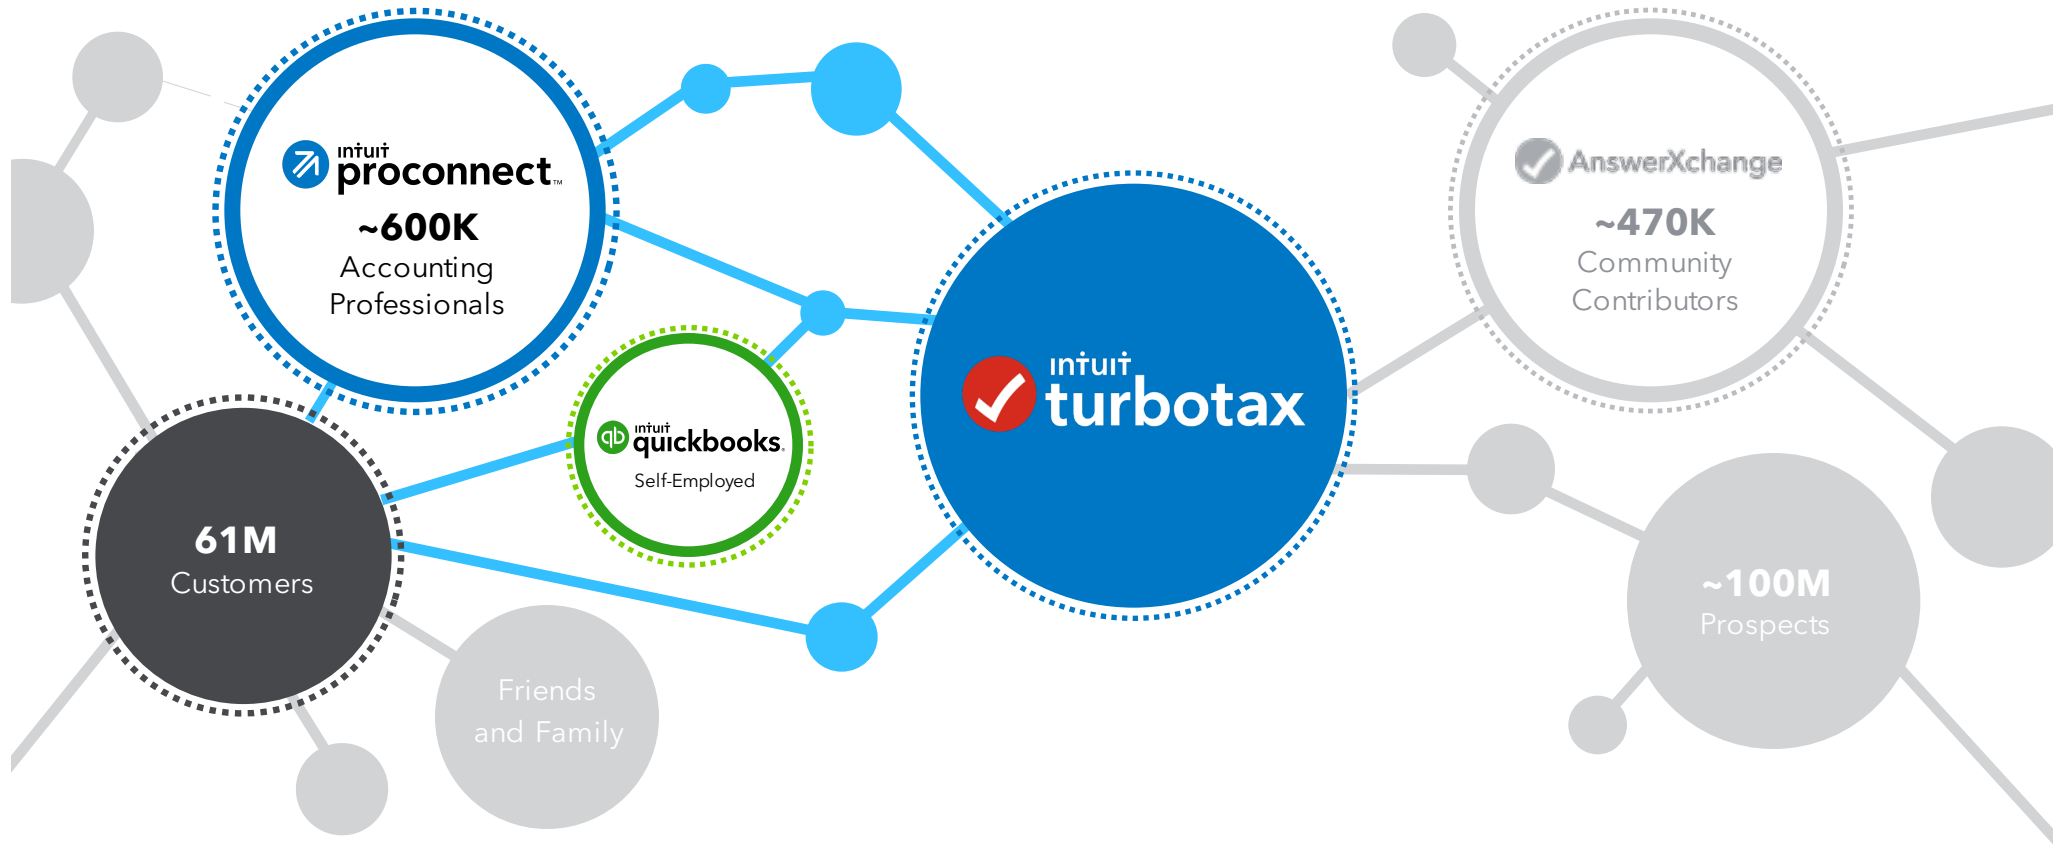 intuit
proconnect™
~600K
Accounting
Professionals
intuit
quickbooks.
Self-Employed
61M
Customers
Friends
and Family
intuit
turbotax
AnswerXchange
~470K
Community
Contributors
~100M
Prospects